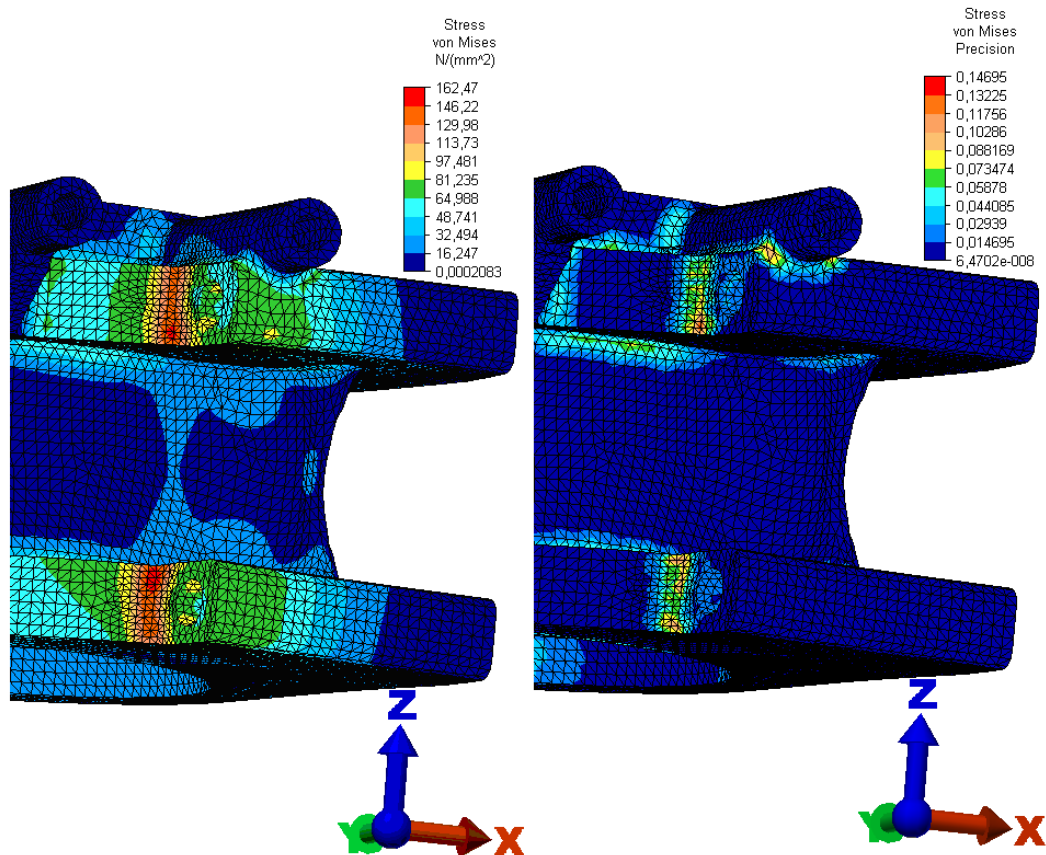 Stress
von Mises
N/(mm^2)
162,47
146,22
129,98
113,73
97,481
81,235
64,988
48,741
32,494
16,247
0,0002083
Z
Y
X
Stress
von Mises
Precision
0,14695
0,13225
0,11756
0,10286
0,088169
0,073474
0,05878
0,044085
0,02939
0,014695
6,4702e-008
Z
Y
X